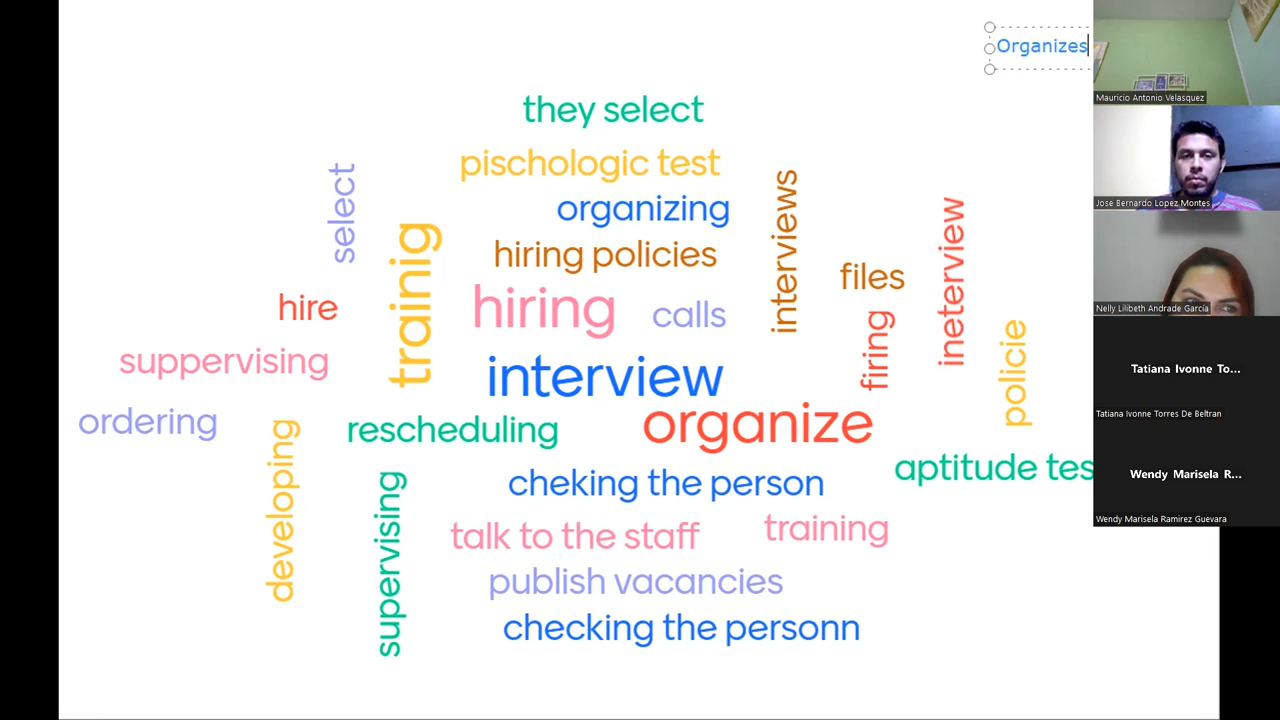 Organizes
they select
pischologic test
select
organizing
interviews
trainig
hiring policies
ineterview
files
hire
hiring
calls
firing
policie
suppervising
interview
ordering
rescheduling
organize
developing
aptitude tes
cheking the person
supervising
talk to the staff
training
publish vacancies
checking the personn
Mauricio Antonio Velasquez
Jose Bernardo Lopez Montes
Nelly Lilibeth Andrade García
Tatiana Ivonne To...
Tatiana Ivonne Torres De Beltran
Wendy Marisela R...
Wendy Marisela Ramirez Guevara